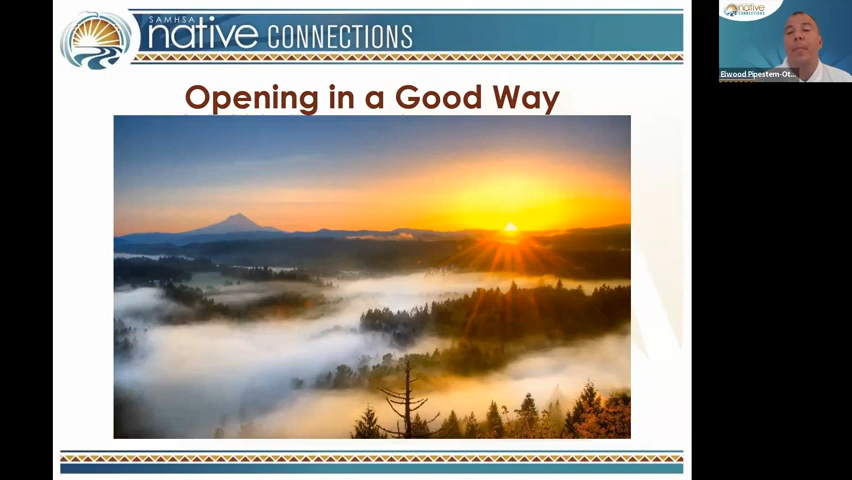 SAMHSA
native CONNECTIONS
Opening in a Good Way
native
CONNECTIONS
Elwood Pipestem-Ot...